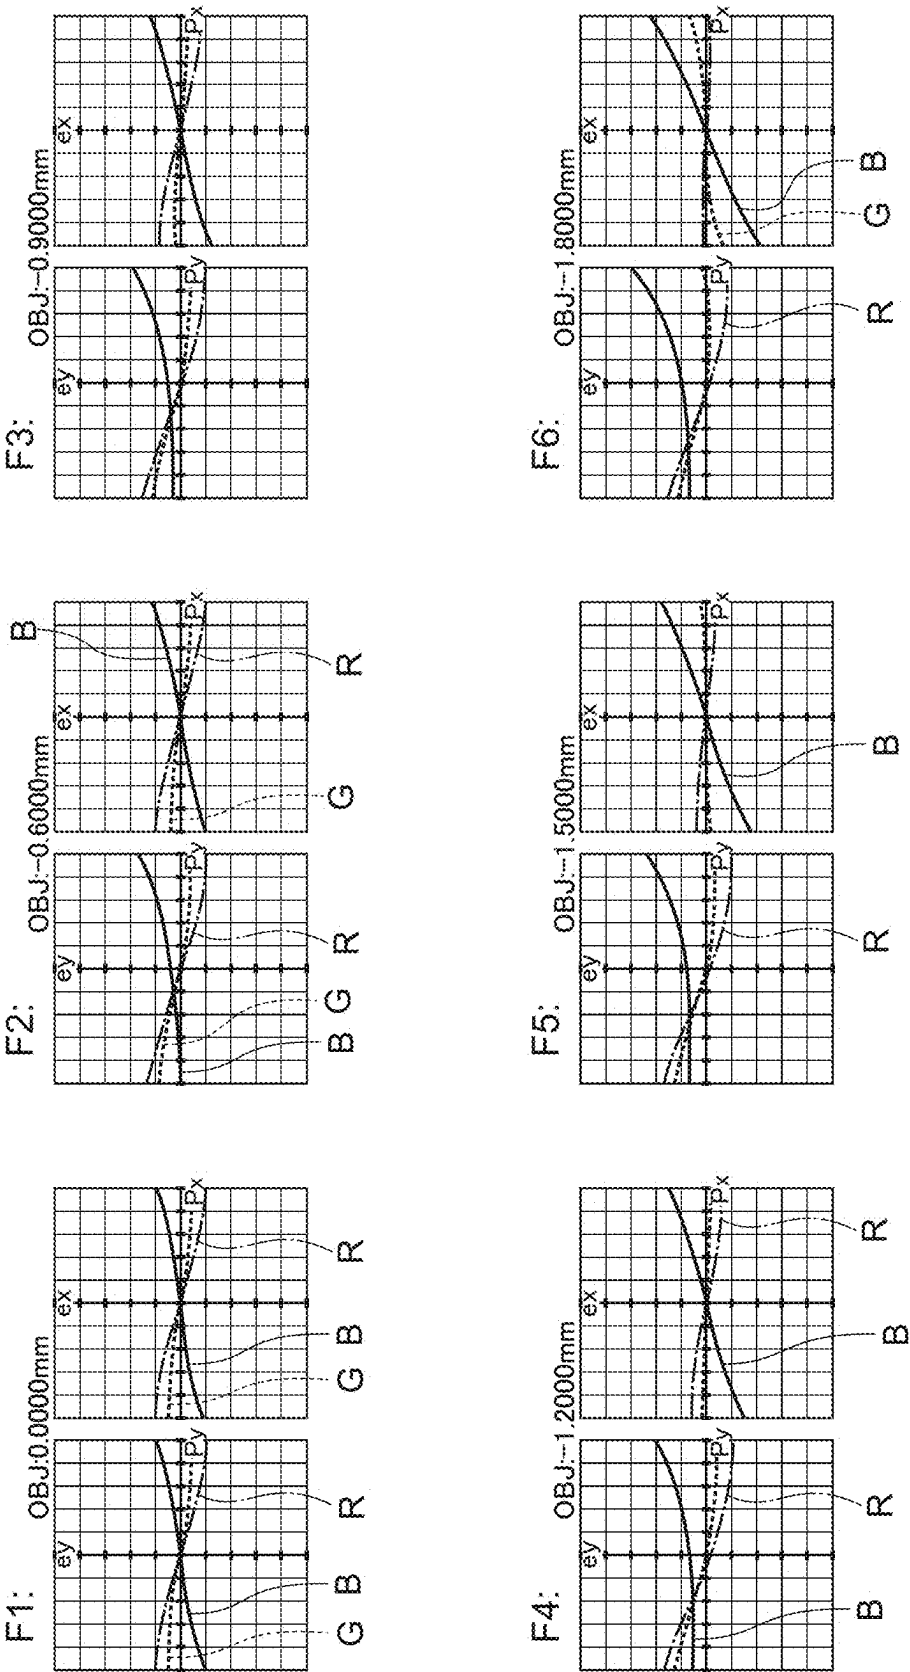 F1:
OBJ:0.0000mm
ey ex
Py Px
G B R G B R
F2:
OBJ:−0.6000mm
B
ey ex
Py Px
B G R G R
F3:
OBJ:−0.9000mm
ey ex
Py Px
F4:
OBJ:−1.2000mm
ey ex
Py Px
B R B R
F5:
OBJ:−1.5000mm
ey ex
Py Px
R B
F6:
OBJ:−1.8000mm
ey ex
Py Px
R G B